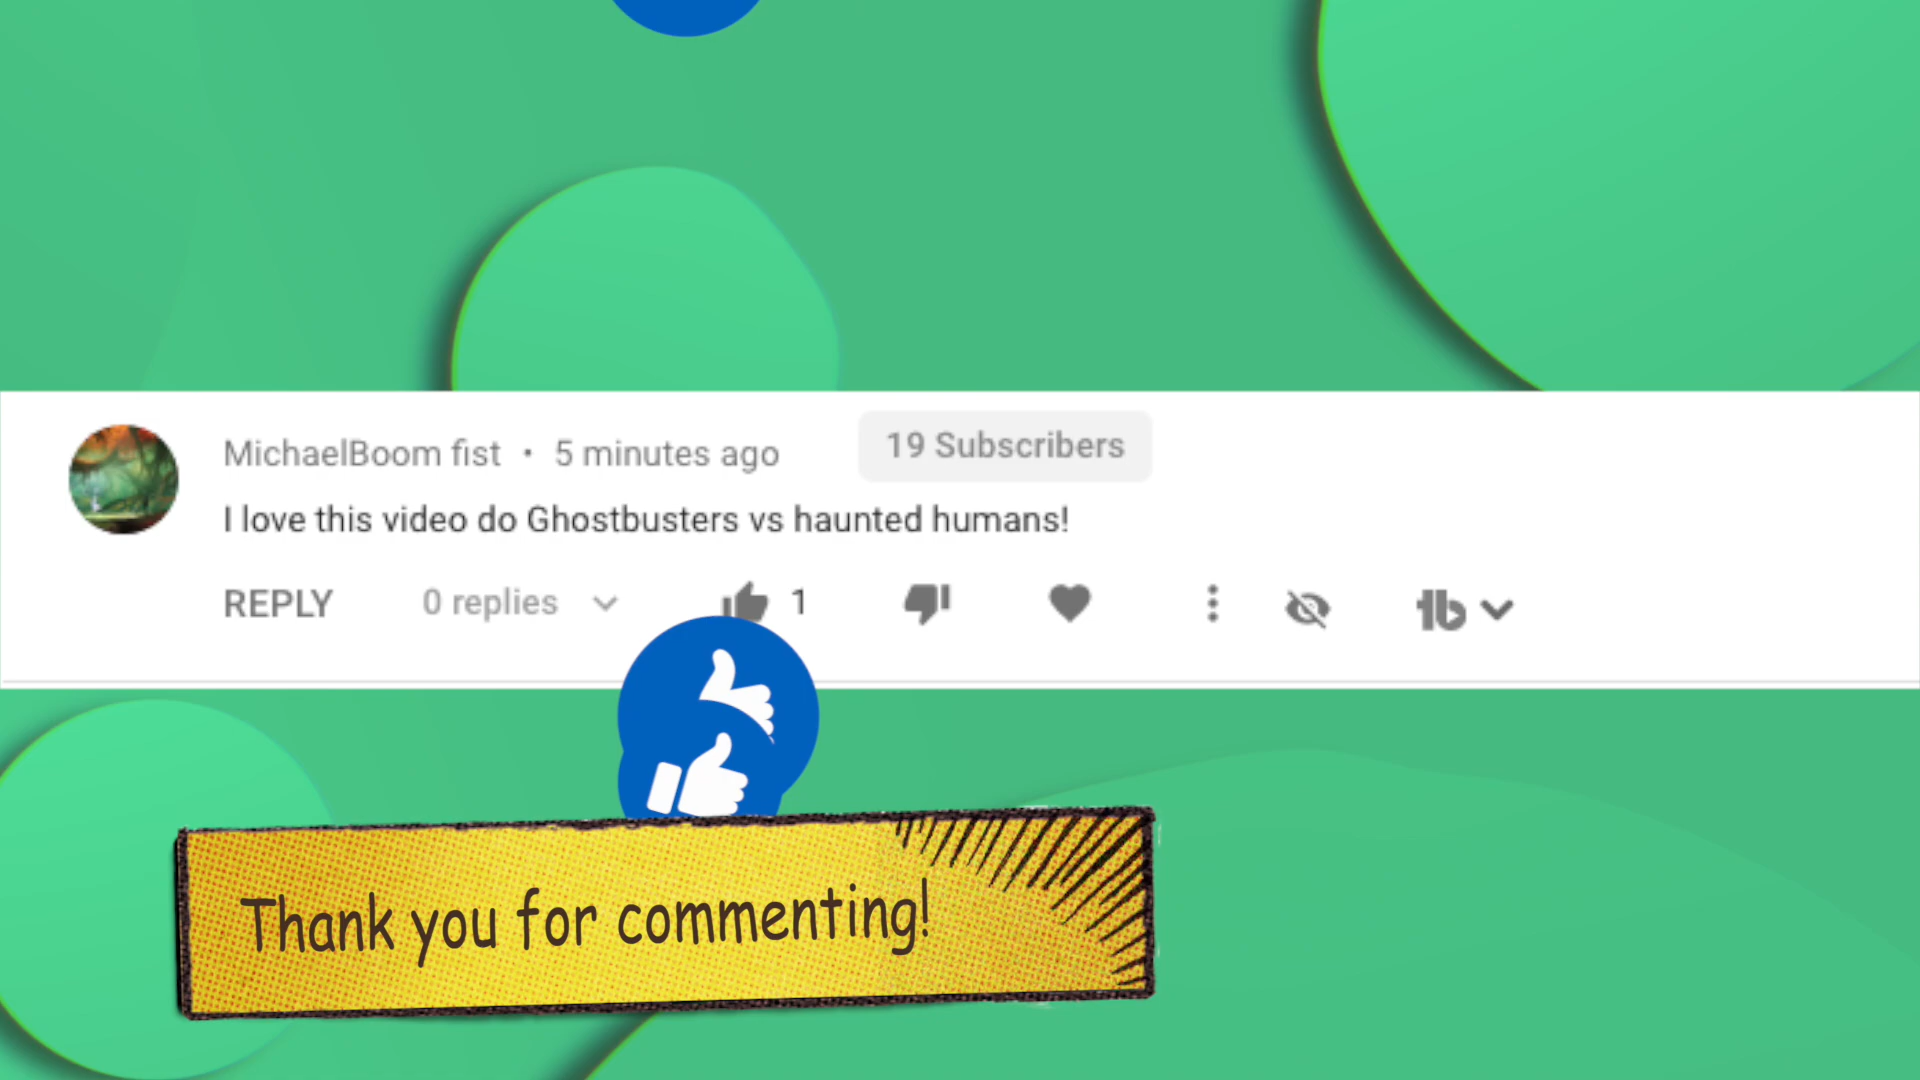 MichaelBoom fist • 5 minutes ago
19 Subscribers
I love this video do Ghostbusters vs haunted humans!
REPLY
0 replies
1
Thank you for commenting!